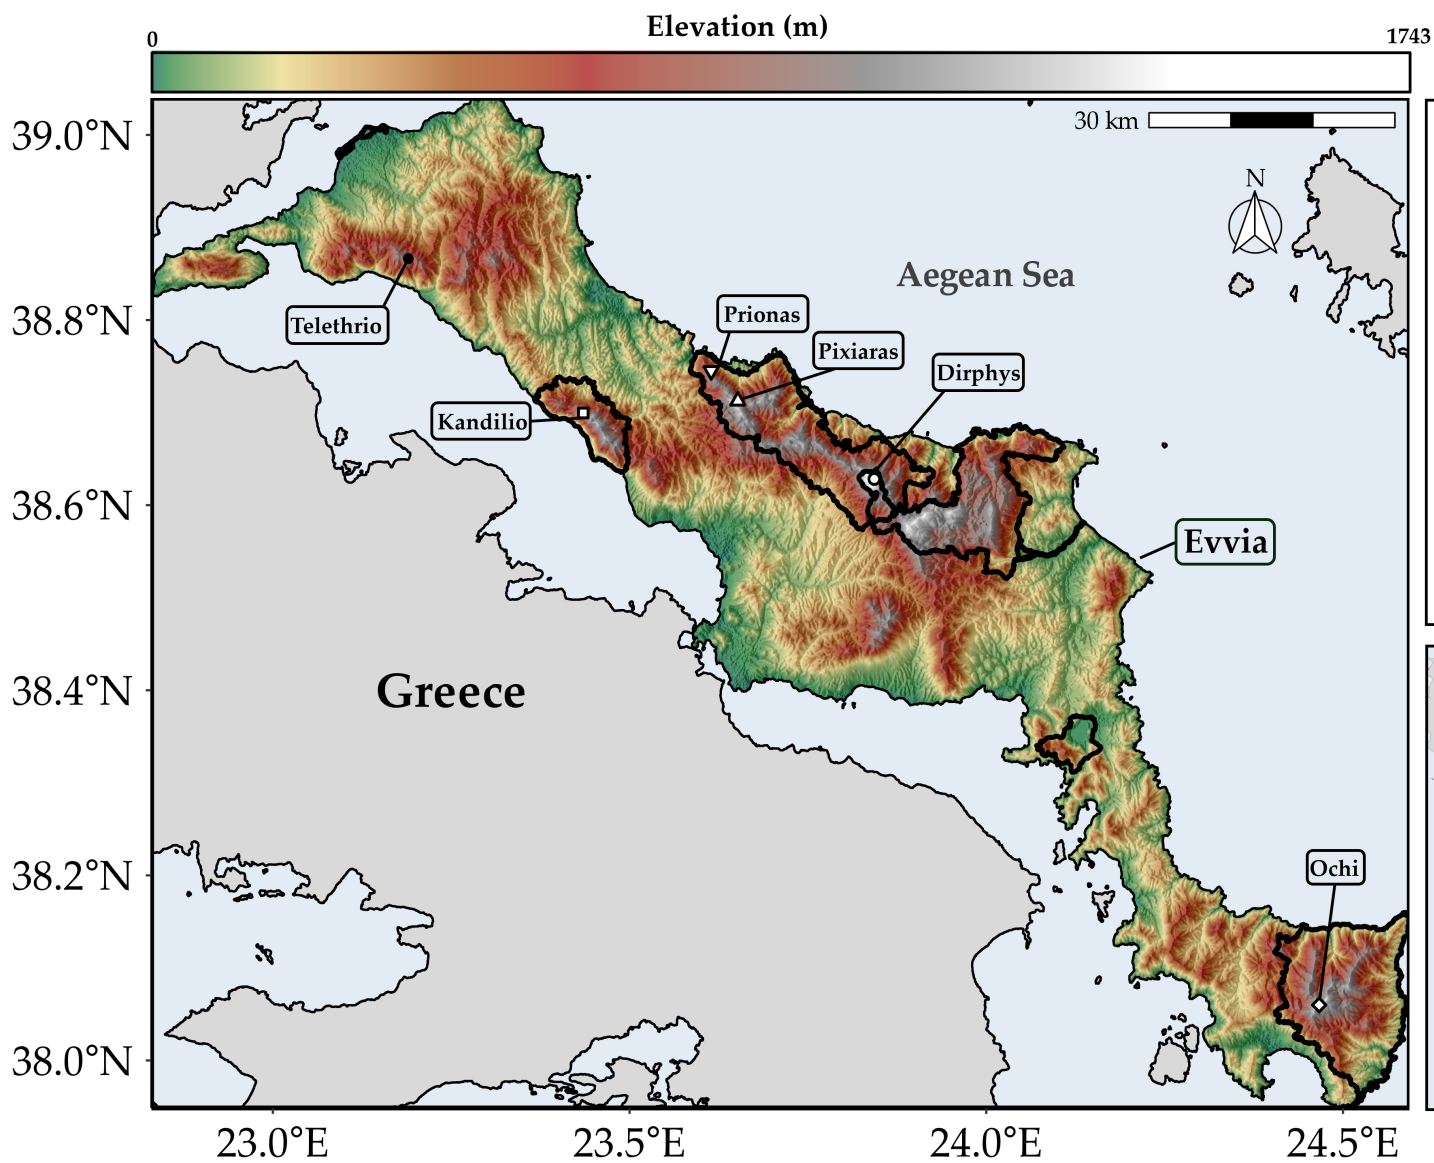 Elevation (m)
0
1743
39.0°N
30 km
N
Aegean Sea
38.8°N
Prionas
Telethrio
Pixiaras
Dirphys
Kandilio
38.6°N
Evvia
38.4°N
Greece
38.2°N
Ochi
38.0°N
23.0°E
23.5°E
24.0°E
24.5°E